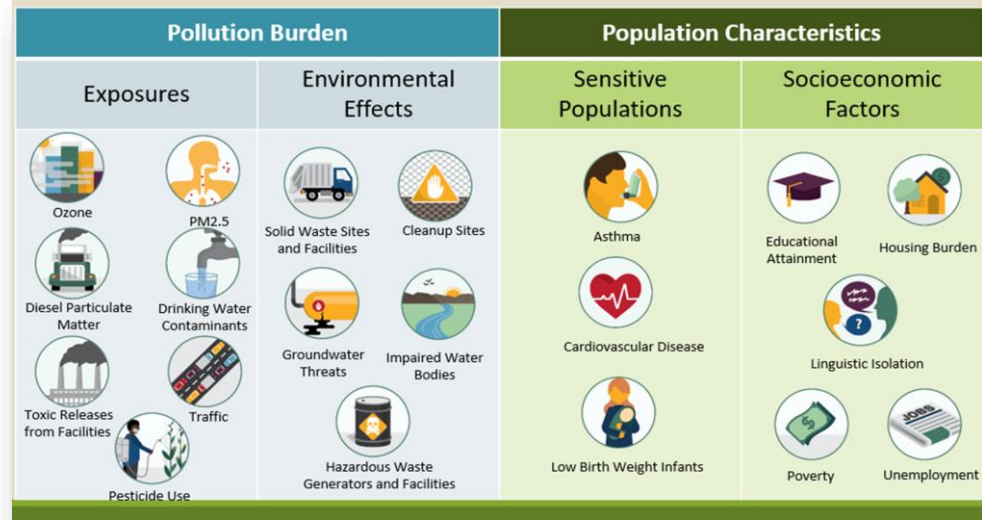 Pollution Burden
Population Characteristics
Exposures
Environmental
Effects
Sensitive
Populations
Socioeconomic
Factors
Ozone
PM2.5
Diesel Particulate
Matter
Drinking Water
Contaminants
Toxic Releases
from Facilities
Traffic
Pesticide Use
Solid Waste Sites
and Facilities
Cleanup Sites
Groundwater
Threats
Impaired Water
Bodies
Hazardous Waste
Generators and Facilities
Asthma
Cardiovascular Disease
Low Birth Weight Infants
Educational
Attainment
Housing Burden
$
?
Linguistic Isolation
$
Poverty
JOBS
Unemployment